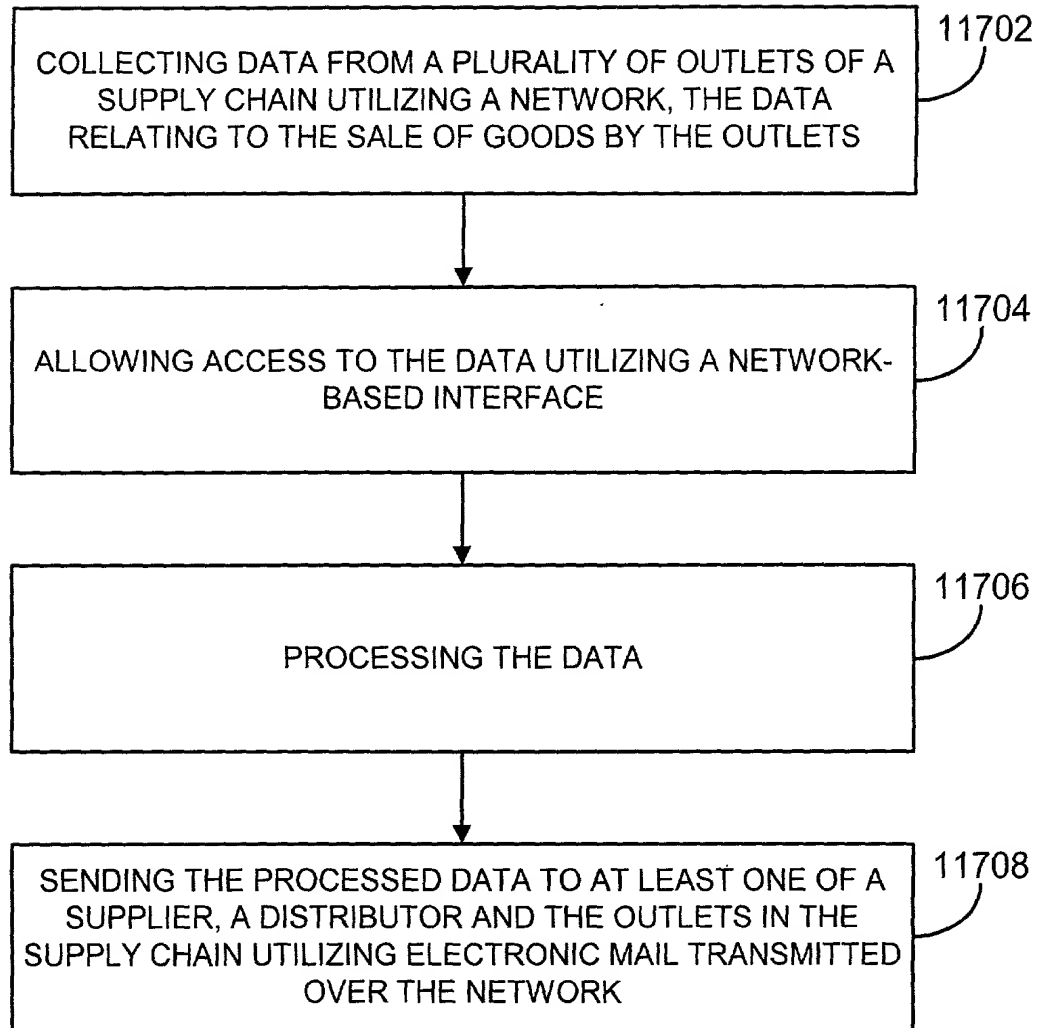 11702
COLLECTING DATA FROM A PLURALITY OF OUTLETS OF A
SUPPLY CHAIN UTILIZING A NETWORK, THE DATA
RELATING TO THE SALE OF GOODS BY THE OUTLETS
11704
ALLOWING ACCESS TO THE DATA UTILIZING A NETWORK-
BASED INTERFACE
11706
PROCESSING THE DATA
11708
SENDING THE PROCESSED DATA TO AT LEAST ONE OF A
SUPPLIER, A DISTRIBUTOR AND THE OUTLETS IN THE
SUPPLY CHAIN UTILIZING ELECTRONIC MAIL TRANSMITTED
OVER THE NETWORK